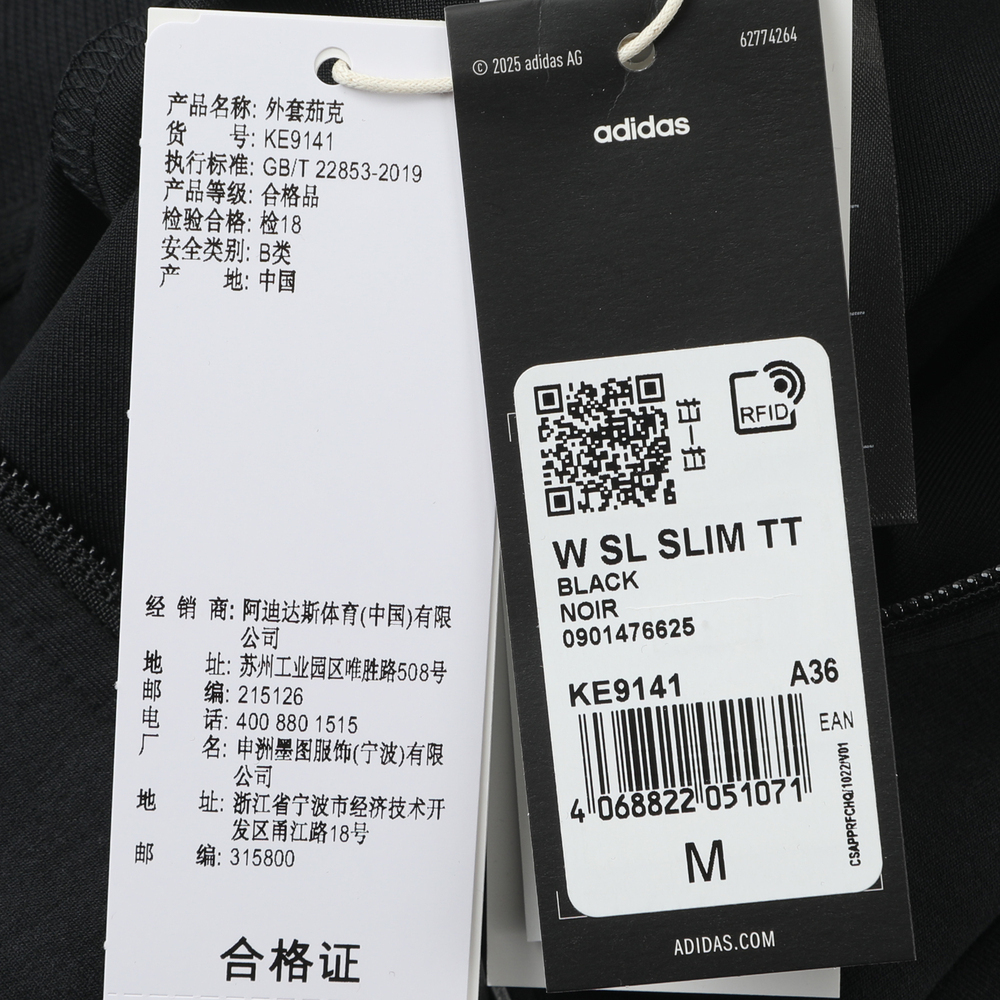 产品名称: 外套茄克
货 号: KE9141
执行标准: GB/T 22853-2019
产品等级: 合格品
检验合格: 检18
安全类别: B类
产 地: 中国
经 销 商: 阿迪达斯体育(中国)有限
公司
地 址: 苏州工业园区唯胜路508号
邮 编: 215126
电 话: 400 880 1515
厂 名: 申洲墨图服饰(宁波)有限
公司
地 址: 浙江省宁波市经济技术开
发区甬江路18号
邮 编: 315800
合格证
© 2025 adidas AG
62774264
adidas
扫一扫
RFID
W SL SLIM TT
BLACK
NOIR
0901476625
KE9141
A36
EAN
4 068822 051071
CSAPPRFCHQ/1022/V01
M
ADIDAS.COM